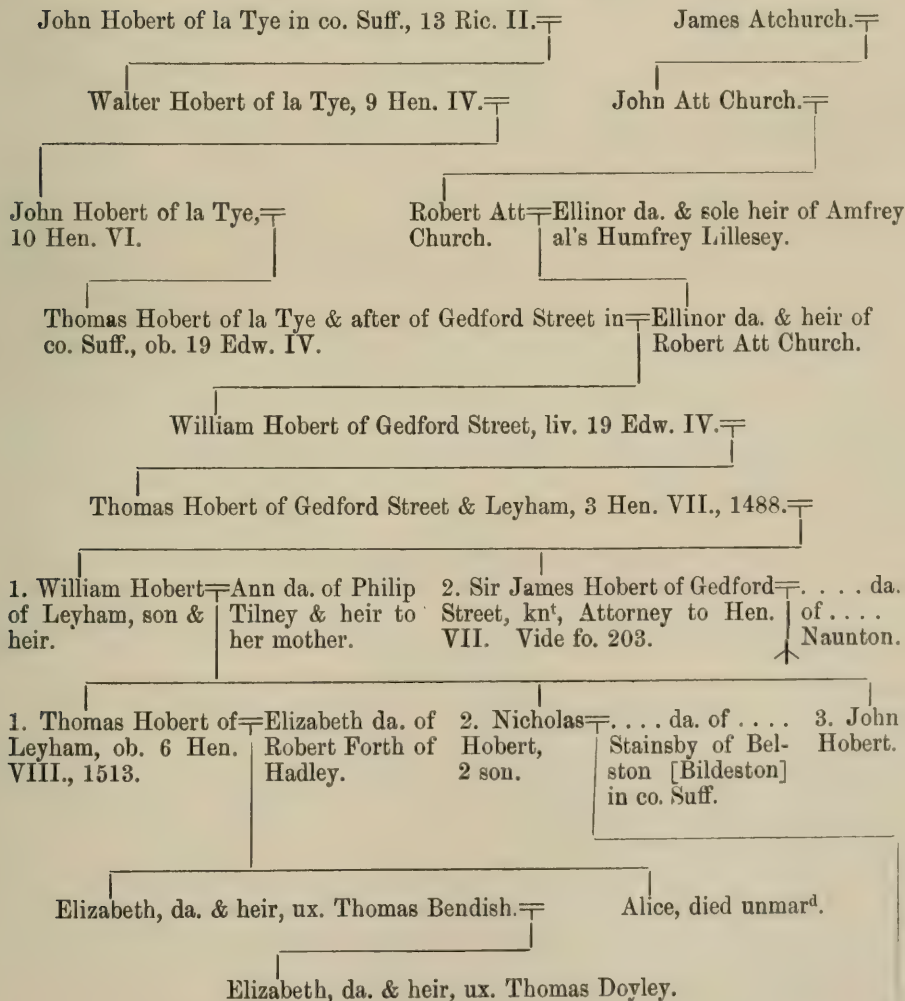 John Hobert of la Tye in co. Suff., 13 Ric. II.
James Atchurch.
Walter Hobert of la Tye, 9 Hen. IV.
John Att Church.
John Hobert of la Tye,
10 Hen. VI.
Robert Att
Church.
Ellinor da. & sole heir of Amfrey
al's Humfrey Lillesey.
Thomas Hobert of la Tye & after of Gedford Street in
co. Suff., ob. 19 Edw. IV.
Ellinor da. & heir of
Robert Att Church.
William Hobert of Gedford Street, liv. 19 Edw. IV.
Thomas Hobert of Gedford Street & Leyham, 3 Hen. VII., 1488.
1. William Hobert
of Leyham, son &
heir.
Ann da. of Philip
Tilney & heir to
her mother.
2. Sir James Hobert of Gedford
Street, knᵗ, Attorney to Hen.
VII. Vide fo. 203.
. . . . da.
of . . . .
Naunton.
1. Thomas Hobert of
Leyham, ob. 6 Hen.
VIII., 1513.
Elizabeth da. of
Robert Forth of
Hadley.
2. Nicholas
Hobert,
2 son.
. . . . da. of . . . .
Stainsby of Bel-
ston [Bildeston]
in co. Suff.
3. John
Hobert.
Elizabeth, da. & heir, ux. Thomas Bendish.
Alice, died unmarᵈ.
Elizabeth, da. & heir, ux. Thomas Doyley.